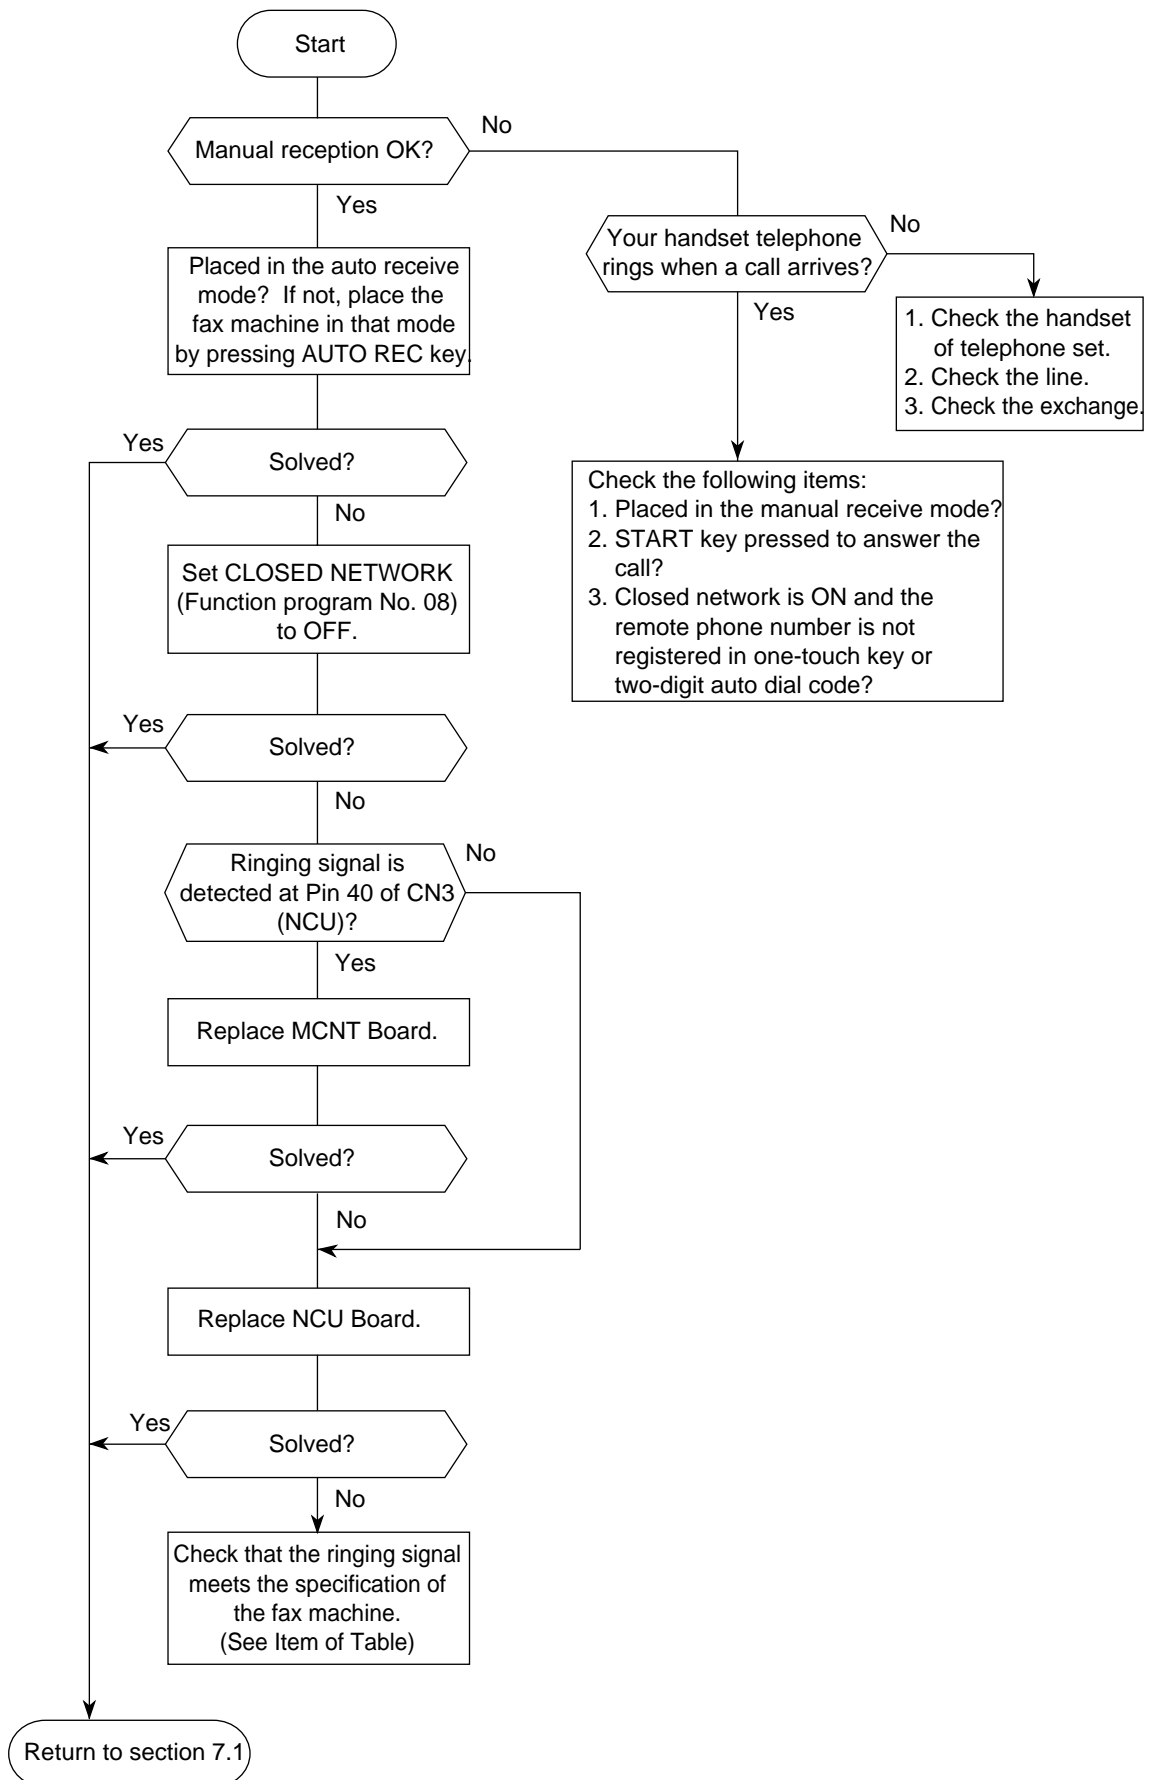 Start
Manual reception OK?
No
Yes
Your handset telephone
rings when a call arrives?
No
Yes
1. Check the handset
of telephone set.
2. Check the line.
3. Check the exchange.
Check the following items:
1. Placed in the manual receive mode?
2. START key pressed to answer the
call?
3. Closed network is ON and the
remote phone number is not
registered in one-touch key or
two-digit auto dial code?
Placed in the auto receive
mode? If not, place the
fax machine in that mode
by pressing AUTO REC key.
Yes
Solved?
No
Set CLOSED NETWORK
(Function program No. 08)
to OFF.
Yes
Solved?
No
Ringing signal is
detected at Pin 40 of CN3
(NCU)?
No
Yes
Replace MCNT Board.
Yes
Solved?
No
Replace NCU Board.
Yes
Solved?
No
Check that the ringing signal
meets the specification of
the fax machine.
(See Item of Table)
Return to section 7.1